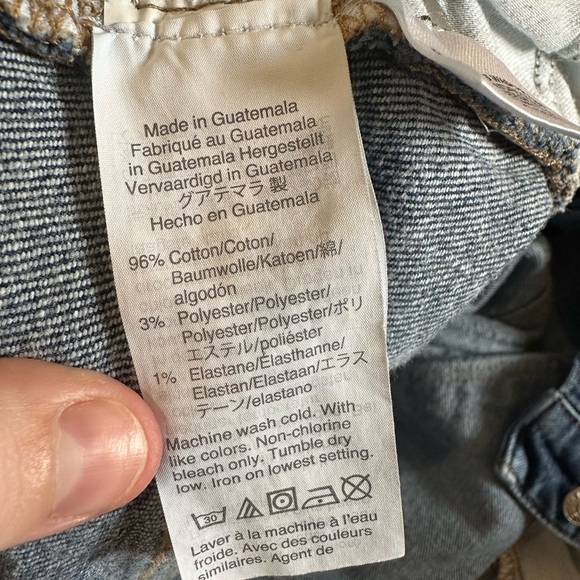 Made in Guatemala
Fabriqué au Guatemala
in Guatemala Hergestellt
Vervaardigd in Guatemala
グアテマラ 製
Hecho en Guatemala
96% Cotton/Coton/
Baumwolle/Katoen/綿/
algodón
3% Polyester/Polyester/
Polyester/Polyester/ポリ
エステル/poliéster
1% Elastane/Élasthanne/
Elastan/Elastaan/エラス
テーン/elastano
Machine wash cold. With
like colors. Non-chlorine
bleach only. Tumble dry
low. Iron on lowest setting.
30
Laver à la machine à l'eau
froide. Avec des couleurs
similaires. Agent de